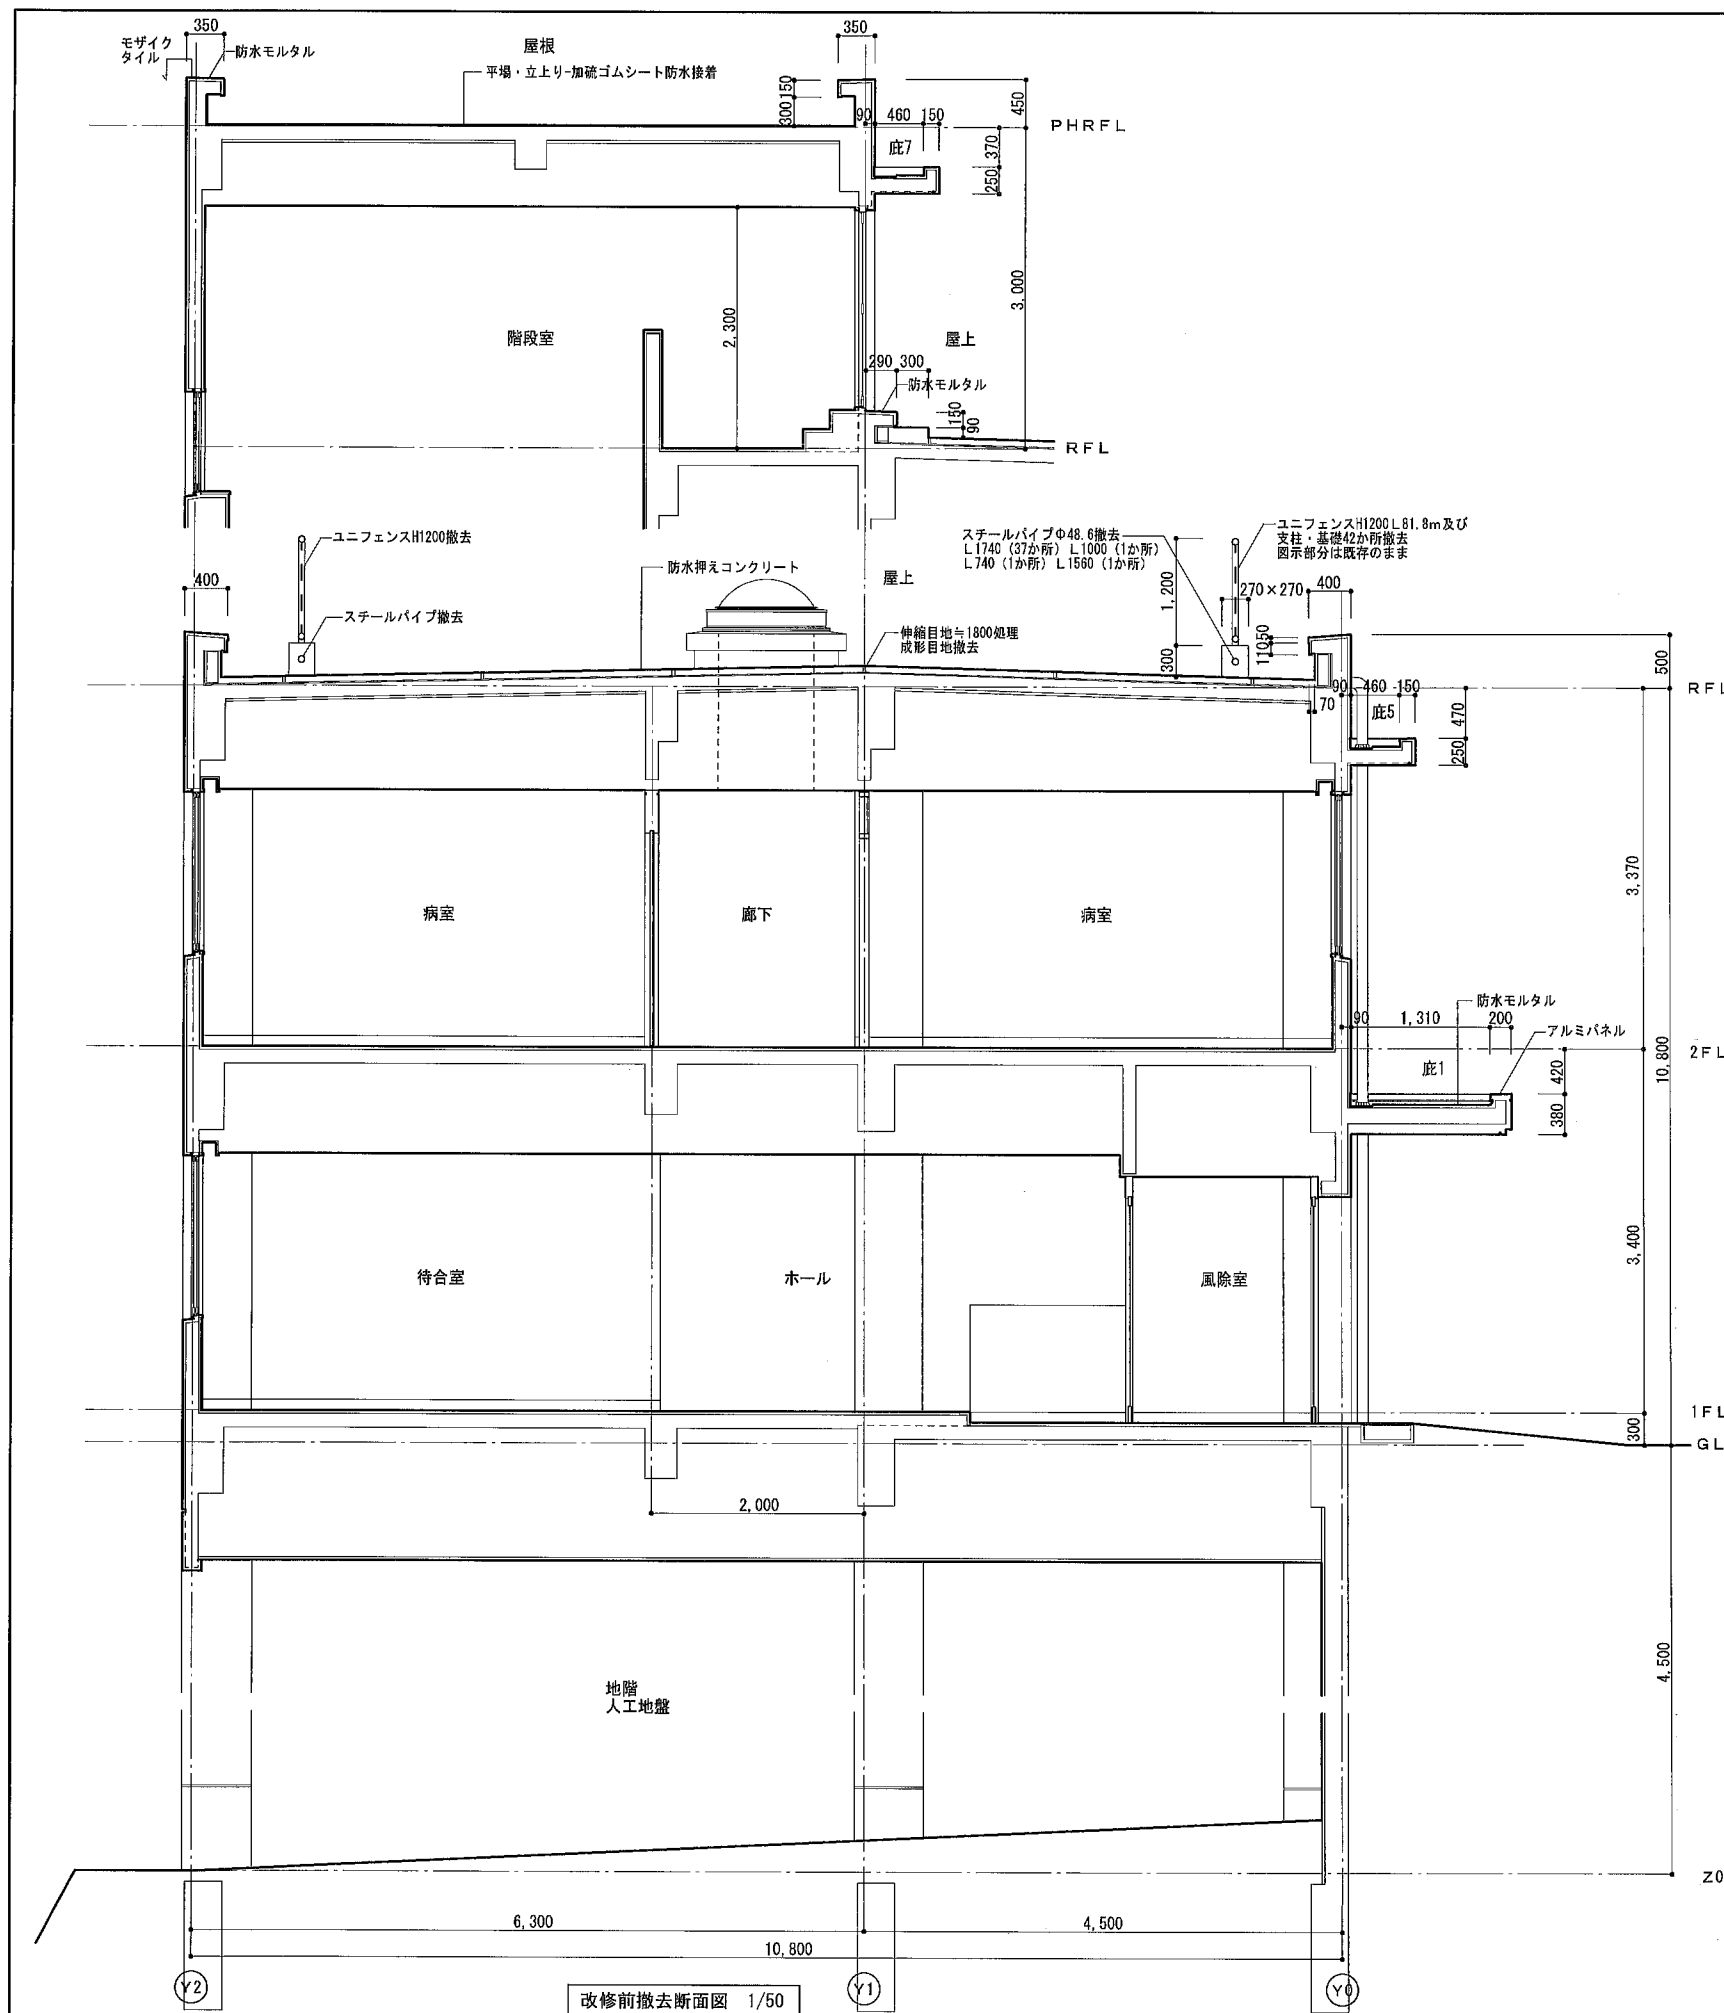 350
350
モザイク
タイル
防水モルタル
屋根
平場・立上り-加硫ゴムシート防水接着
150
300
450
90 460 150
PHRFL
庇7
370
250
3,000
2,300
階段室
屋上
290 300
防水モルタル
150
90
RFL
ユニフェンスH1200撤去
スチールパイプΦ48.6撤去
L1740 (37か所) L1000 (1か所)
L740 (1か所) L1560 (1か所)
ユニフェンスH1200 L81.8m及び
支柱・基礎42か所撤去
図示部分は既存のまま
防水押えコンクリート
屋上
400
1,200
270×270
400
スチールパイプ撤去
伸縮目地≒1800処理
成形目地撤去
300
110
50
500
RFL
90 460 150
70
庇5
470
250
3,370
病室
廊下
病室
防水モルタル
90 1,310 200
アルミパネル
2FL
10,800
庇1
420
380
3,400
待合室
ホール
風除室
1FL
300
GL
2,000
4,500
地階
人工地盤
Z0
6,300
4,500
10,800
Y2
Y1
Y0
改修前撤去断面図 1/50